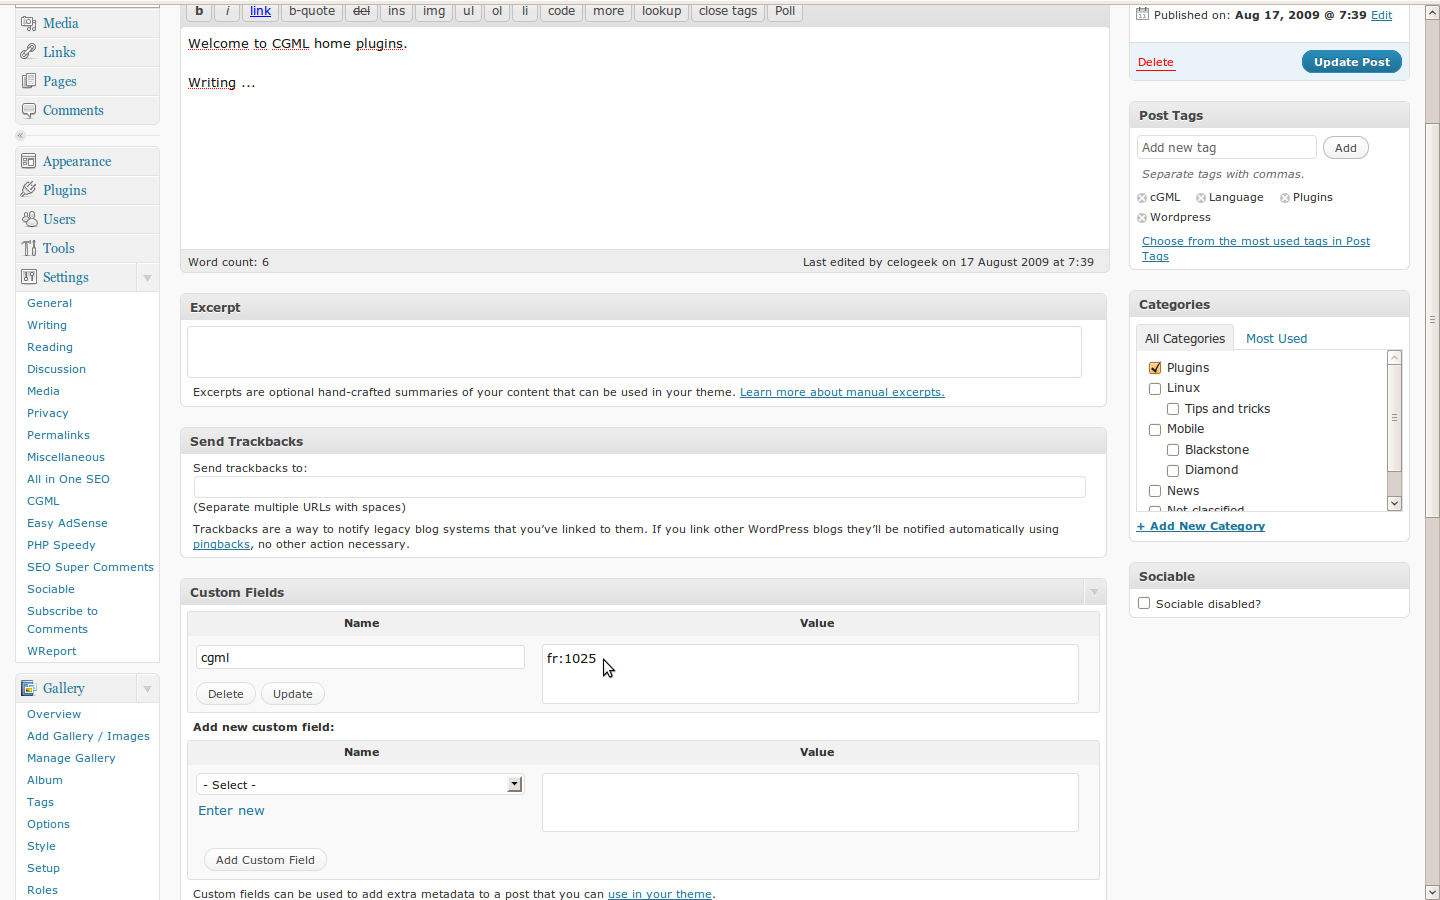 Media
Links
Pages
Comments
Appearance
Plugins
Users
Tools
Settings
General
Writing
Reading
Discussion
Media
Privacy
Permalinks
Miscellaneous
All in One SEO
CGML
Easy AdSense
PHP Speedy
SEO Super Comments
Sociable
Subscribe to
Comments
WReport
Gallery
Overview
Add Gallery / Images
Manage Gallery
Album
Tags
Options
Style
Setup
Roles
b i link b-quote del ins img ul ol li code more lookup close tags Poll
Welcome to CGML home plugins.
Writing ...
Word count: 6 Last edited by celogeek on 17 August 2009 at 7:39
Excerpt
Excerpts are optional hand-crafted summaries of your content that can be used in your theme. Learn more about manual excerpts.
Send Trackbacks
Send trackbacks to:
(Separate multiple URLs with spaces)
Trackbacks are a way to notify legacy blog systems that you’ve linked to them. If you link other WordPress blogs they’ll be notified automatically using
pingbacks, no other action necessary.
Custom Fields
Name Value
cgml fr:1025
Delete Update
Add new custom field:
Name Value
- Select -
Enter new
Add Custom Field
Custom fields can be used to add extra metadata to a post that you can use in your theme.
Published on: Aug 17, 2009 @ 7:39 Edit
Delete Update Post
Post Tags
Add new tag Add
Separate tags with commas.
cGML Language Plugins
Wordpress
Choose from the most used tags in Post
Tags
Categories
All Categories Most Used
Plugins
Linux
Tips and tricks
Mobile
Blackstone
Diamond
News
Not classified
+ Add New Category
Sociable
Sociable disabled?